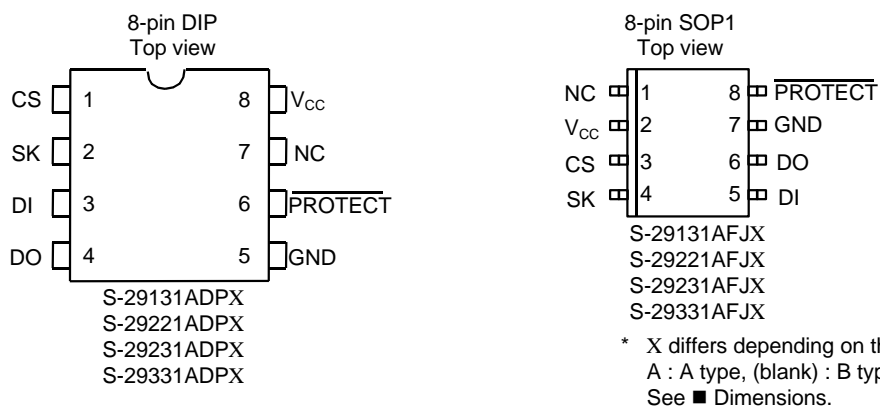 8-pin DIP
Top view
CS 1 8 VCC
SK 2 7 NC
DI 3 6 PROTECT
DO 4 5 GND
S-29131ADPX
S-29221ADPX
S-29231ADPX
S-29331ADPX
8-pin SOP1
Top view
NC 1 8 PROTECT
VCC 2 7 GND
CS 3 6 DO
SK 4 5 DI
S-29131AFJX
S-29221AFJX
S-29231AFJX
S-29331AFJX
* X differs depending on
A : A type, (blank) : B
See ■ Dimensions.